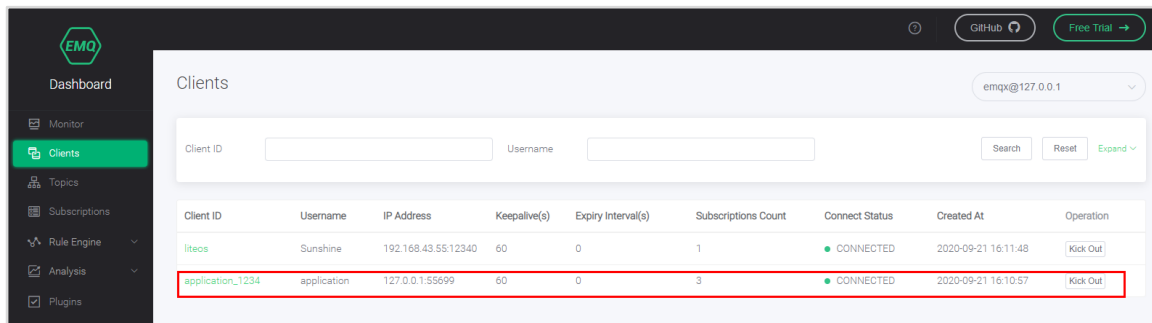 EMQ
Dashboard
Monitor
Clients
Topics
Subscriptions
Rule Engine
Analysis
Plugins
GitHub
Free Trial →
Clients
emqx@127.0.0.1
Client ID Username Search Reset Expand
Client ID Username IP Address Keepalive(s) Expiry Interval(s) Subscriptions Count Connect Status Created At Operation
liteos Sunshine 192.168.43.55:12340 60 0 1 CONNECTED 2020-09-21 16:11:48 Kick Out
application_1234 application 127.0.0.1:55699 60 0 3 CONNECTED 2020-09-21 16:10:57 Kick Out